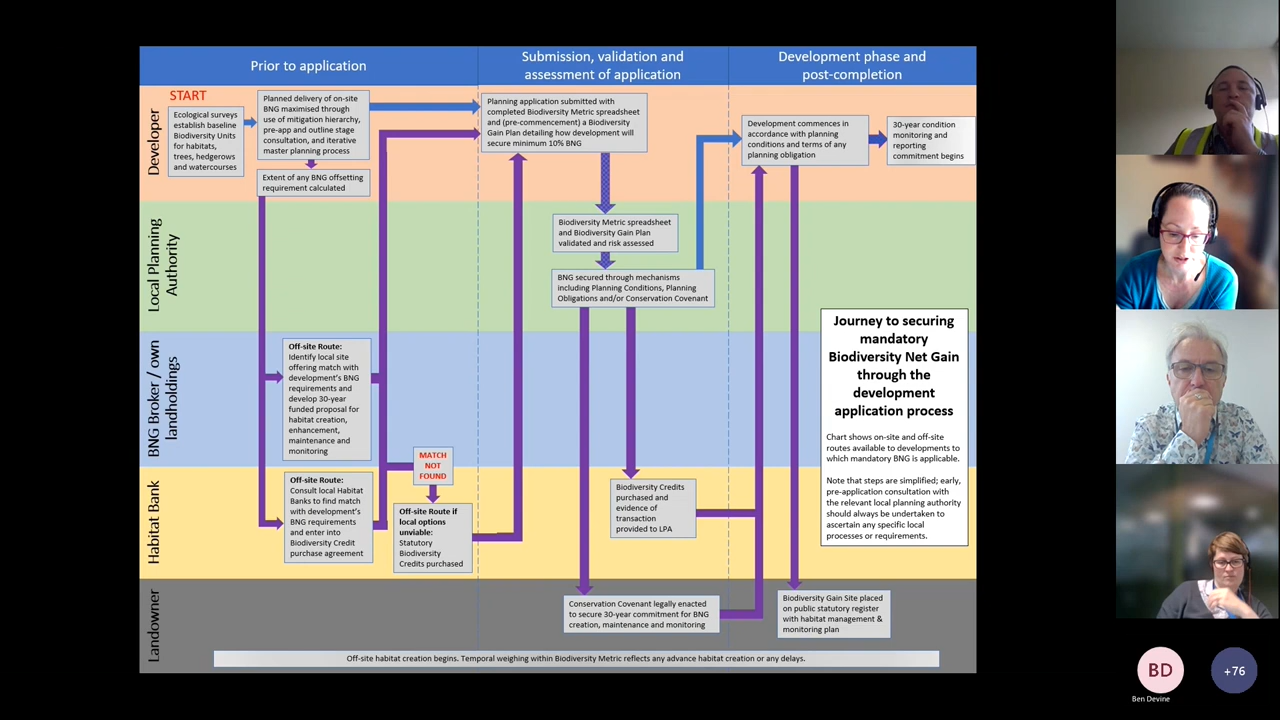 Prior to application
Submission, validation and
assessment of application
Development phase and
post-completion
Developer
START
Ecological surveys
establish baseline
Biodiversity Units
for habitats,
trees, hedgerows
and watercourses
Planned delivery of on-site
BNG maximised through
use of mitigation hierarchy,
pre-app and outline stage
consultation, and iterative
master planning process
Extent of any BNG offsetting
requirement calculated
Planning application submitted with
completed Biodiversity Metric spreadsheet
and (pre-commencement) a Biodiversity
Gain Plan detailing how development will
secure minimum 10% BNG
Development commences in
accordance with planning
conditions and terms of any
planning obligation
30-year condition
monitoring and
reporting
commitment begins
Local Planning
Authority
Biodiversity Metric spreadsheet
and Biodiversity Gain Plan
validated and risk assessed
BNG secured through mechanisms
including Planning Conditions, Planning
Obligations and/or Conservation Covenant
BNG Broker / own
landholdings
Off-site Route:
Identify local site
offering match with
development's BNG
requirements and
develop 30-year
funded proposal for
habitat creation,
enhancement,
maintenance and
monitoring
Journey to securing
mandatory
Biodiversity Net Gain
through the
development
application process
Chart shows on-site and off-site
routes available to developments to
which mandatory BNG is applicable.
Note that steps are simplified; early,
pre-application consultation with
the relevant local planning authority
should always be undertaken to
ascertain any specific local
processes or requirements.
Habitat Bank
Off-site Route:
Consult local Habitat
Banks to find match
with development's
BNG requirements
and enter into
Biodiversity Credit
purchase agreement
MATCH
NOT
FOUND
Off-site Route if
local options
unviable:
Statutory
Biodiversity
Credits purchased
Biodiversity Credits
purchased and
evidence of
transaction
provided to LPA
Landowner
Conservation Covenant legally enacted
to secure 30-year commitment for BNG
creation, maintenance and monitoring
Biodiversity Gain Site placed
on public statutory register
with habitat management &
monitoring plan
Off-site habitat creation begins. Temporal weighing within Biodiversity Metric reflects any advance habitat creation or any delays.
BD
Ben Devine
+76